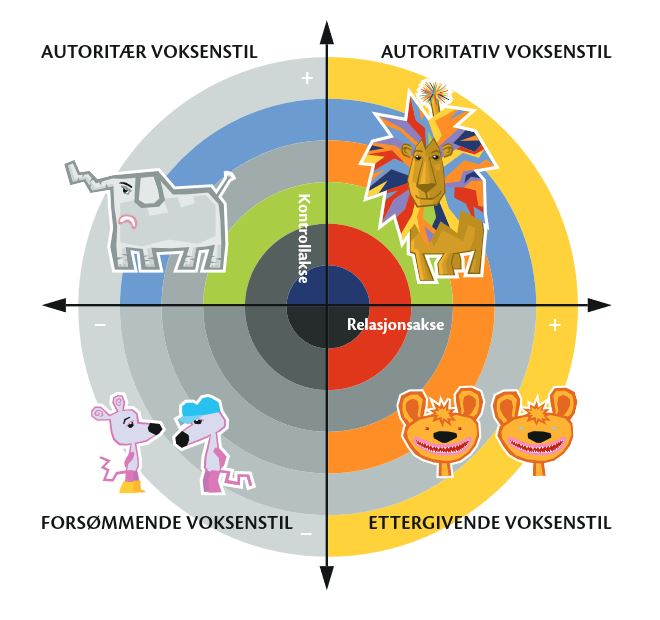 AUTORITÆR VOKSENSTIL
AUTORITATIV VOKSENSTIL
+
Kontrollakse
Relasjonsakse
−
+
FORSØMMENDE VOKSENSTIL
ETTERGIVENDE VOKSENSTIL
−